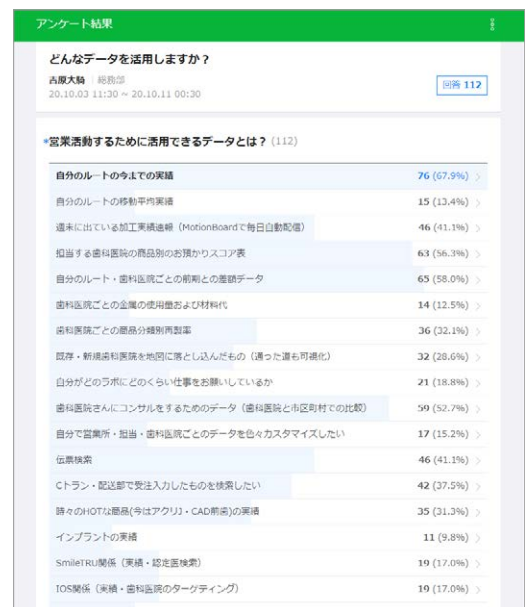 アンケート結果
どんなデータを活用しますか？
吉原大騎 総務部
20.10.03 11:30 ~ 20.10.11 00:30
回答 112
*営業活動するために活用できるデータとは？ (112)
自分のルートの今までの実績 76 (67.9%)
自分のルートの移動平均実績 15 (13.4%)
週末に出ている加工実績速報（MotionBoardで毎日自動配信） 46 (41.1%)
担当する歯科医院の商品別のお預かりスコア表 63 (56.3%)
自分のルート・歯科医院ごとの前期との差額データ 65 (58.0%)
歯科医院ごとの金属の使用量および材料代 14 (12.5%)
歯科医院ごとの商品分類別再製率 36 (32.1%)
既存・新規歯科医院を地図に落とし込んだもの（通った道も可視化） 32 (28.6%)
自分がどのラボにどのくらい仕事をお願いしているか 21 (18.8%)
歯科医院さんにコンサルをするためのデータ（歯科医院と市区町村での比較） 59 (52.7%)
自分で営業所・担当・歯科医院ごとのデータを色々カスタマイズしたい 17 (15.2%)
伝票検索 46 (41.1%)
Cトラン・配送部で受注入力したものを検索したい 42 (37.5%)
時々のHOTな商品(今はアクリJ・CAD前歯)の実績 35 (31.3%)
インプラントの実績 11 (9.8%)
SmileTRU関係（実績・認定医検索） 19 (17.0%)
IOS関係（実績・歯科医院のターゲティング） 19 (17.0%)